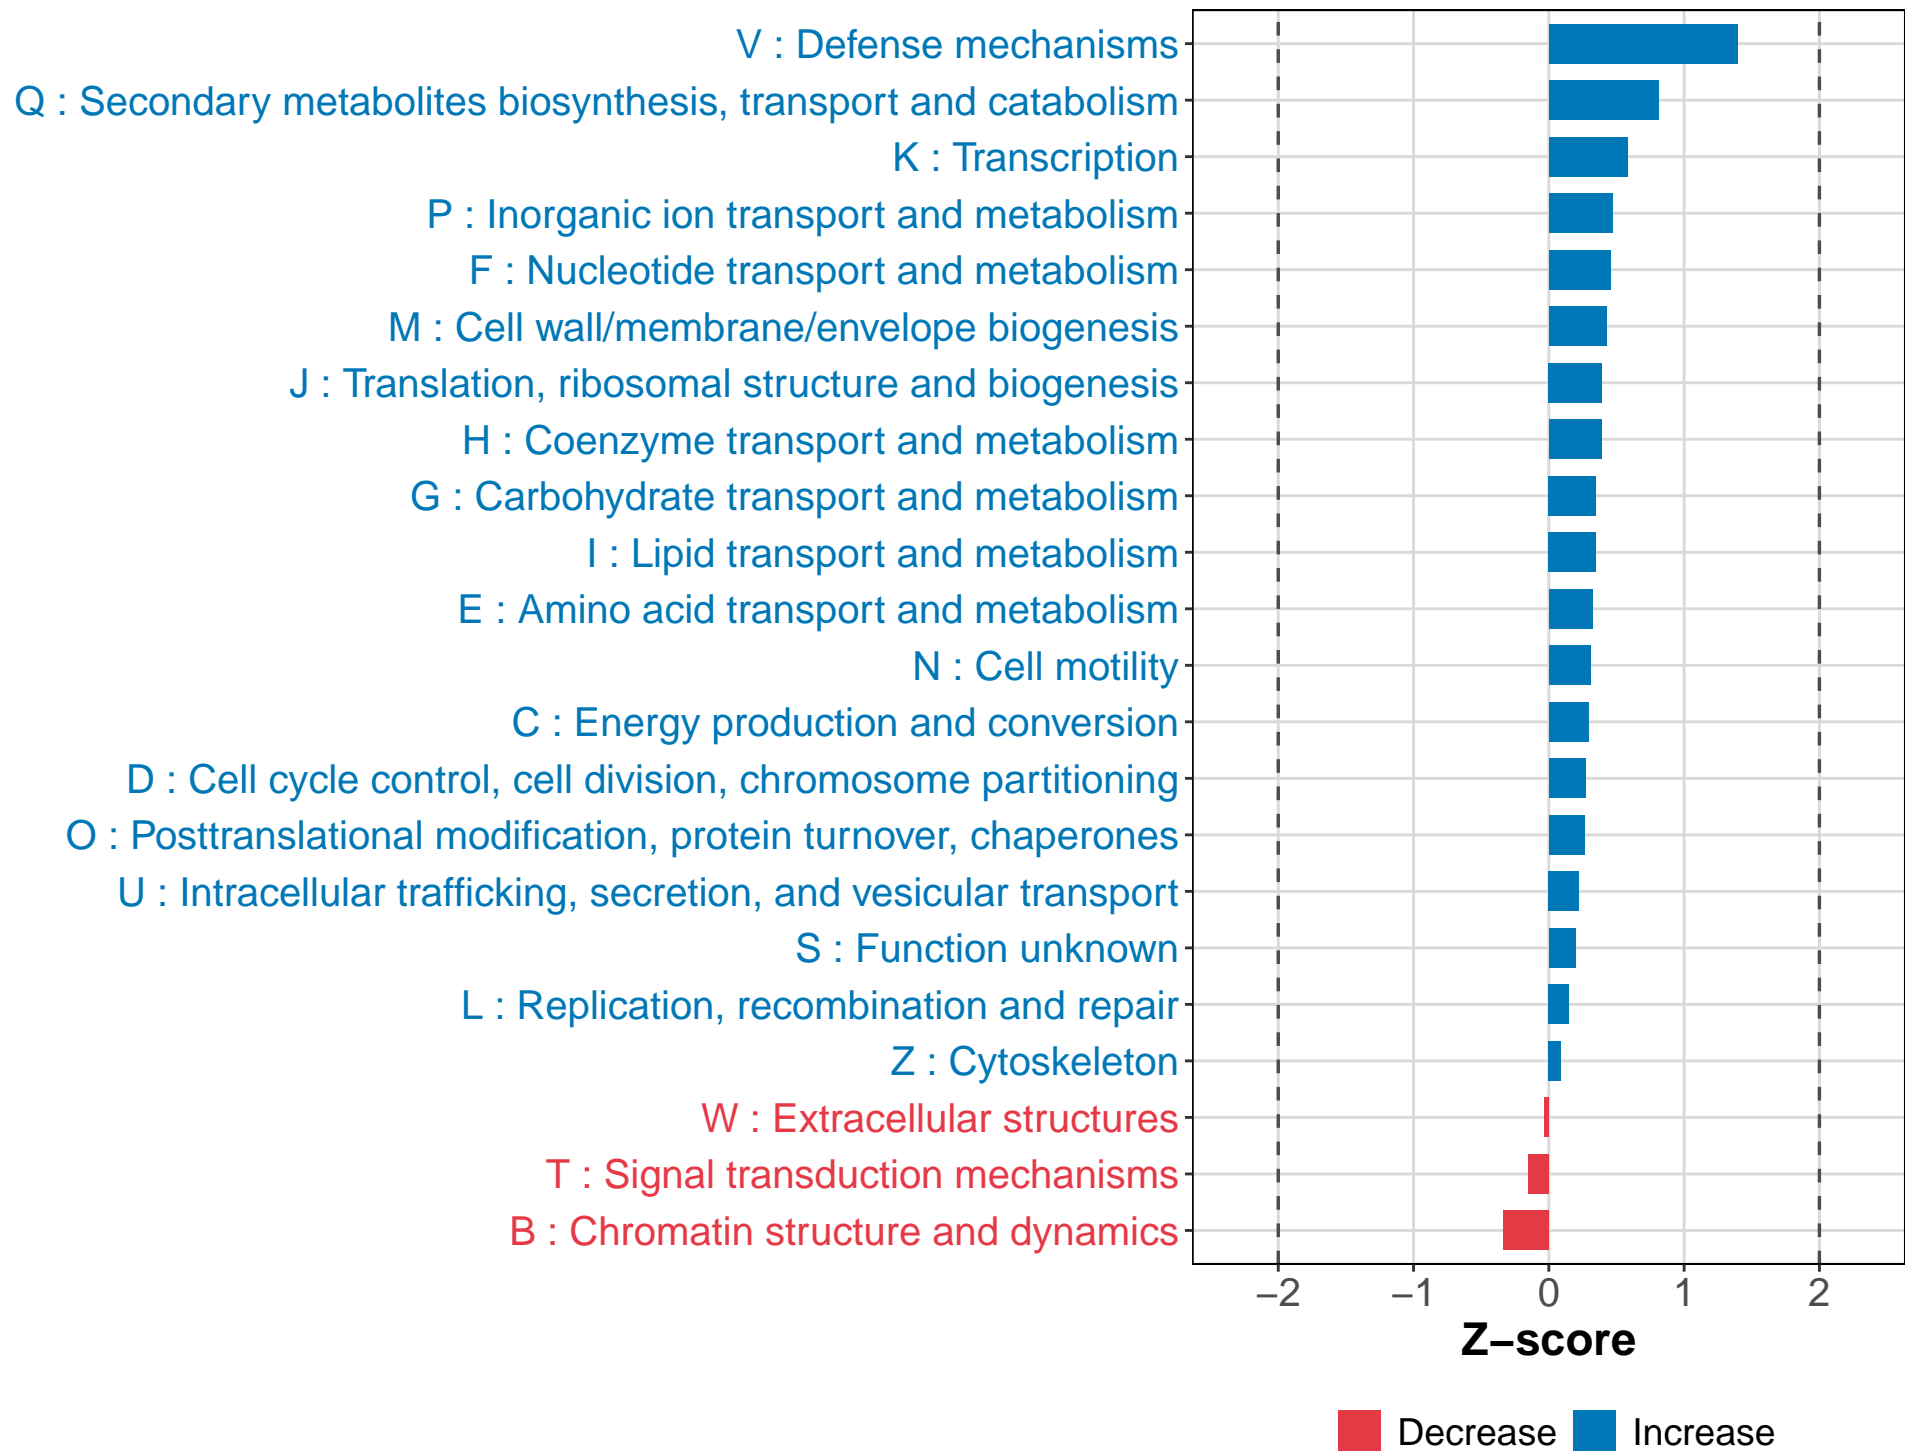 V : Defense mechanisms
Q : Secondary metabolites biosynthesis, transport and catabolism
K : Transcription
P : Inorganic ion transport and metabolism
F : Nucleotide transport and metabolism
M : Cell wall/membrane/envelope biogenesis
J : Translation, ribosomal structure and biogenesis
H : Coenzyme transport and metabolism
G : Carbohydrate transport and metabolism
I : Lipid transport and metabolism
E : Amino acid transport and metabolism
N : Cell motility
C : Energy production and conversion
D : Cell cycle control, cell division, chromosome partitioning
O : Posttranslational modification, protein turnover, chaperones
U : Intracellular trafficking, secretion, and vesicular transport
S : Function unknown
L : Replication, recombination and repair
Z : Cytoskeleton
W : Extracellular structures
T : Signal transduction mechanisms
B : Chromatin structure and dynamics
−2 −1 0 1 2
Z−score
Decrease Increase